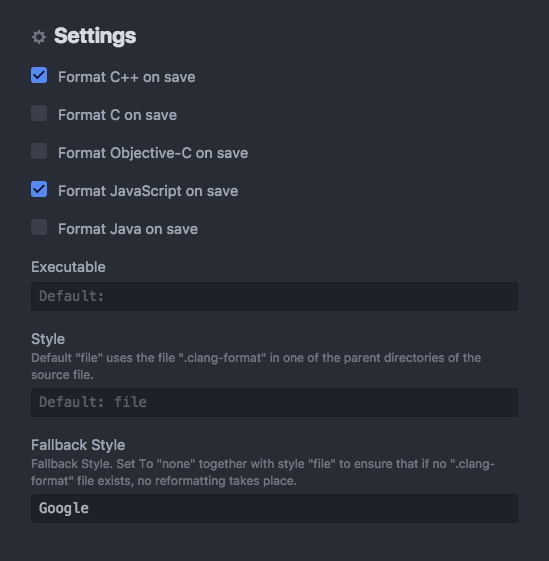 Settings
Format C++ on save
Format C on save
Format Objective-C on save
Format JavaScript on save
Format Java on save
Executable
Default:
Style
Default "file" uses the file ".clang-format" in one of the parent directories of the
source file.
Default: file
Fallback Style
Fallback Style. Set To "none" together with style "file" to ensure that if no ".clang-
format" file exists, no reformatting takes place.
Google